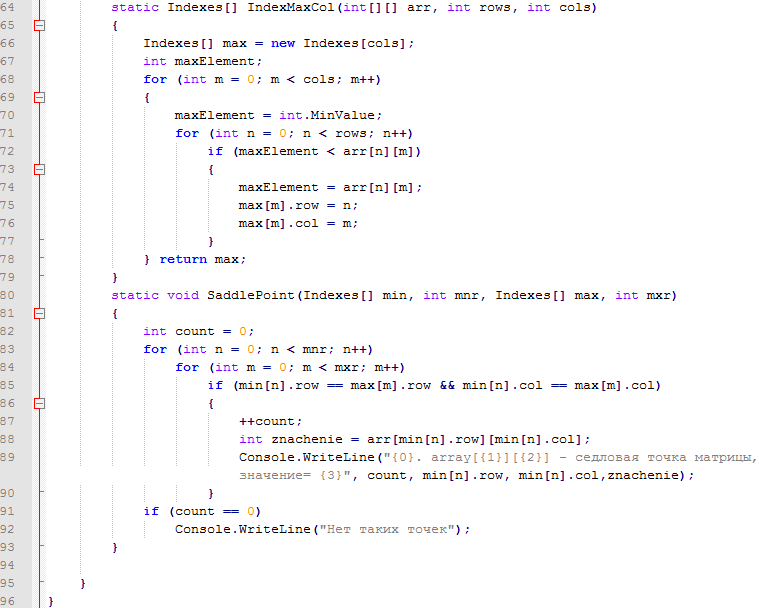 64 static Indexes[] IndexMaxCol(int[][] arr, int rows, int cols)
65 {
66 Indexes[] max = new Indexes[cols];
67 int maxElement;
68 for (int m = 0; m < cols; m++)
69 {
70 maxElement = int.MinValue;
71 for (int n = 0; n < rows; n++)
72 if (maxElement < arr[n][m])
73 {
74 maxElement = arr[n][m];
75 max[m].row = n;
76 max[m].col = m;
77 }
78 } return max;
79 }
80 static void SaddlePoint(Indexes[] min, int mnr, Indexes[] max, int mxr)
81 {
82 int count = 0;
83 for (int n = 0; n < mnr; n++)
84 for (int m = 0; m < mxr; m++)
85 if (min[n].row == max[m].row && min[n].col == max[m].col)
86 {
87 ++count;
88 int znachenie = arr[min[n].row][min[n].col];
89 Console.WriteLine("{0}. array[{1}][{2}] - седловая точка матрицы,
значение= {3}", count, min[n].row, min[n].col,znachenie);
90 }
91 if (count == 0)
92 Console.WriteLine("Нет таких точек");
93 }
94
95 }
96 }